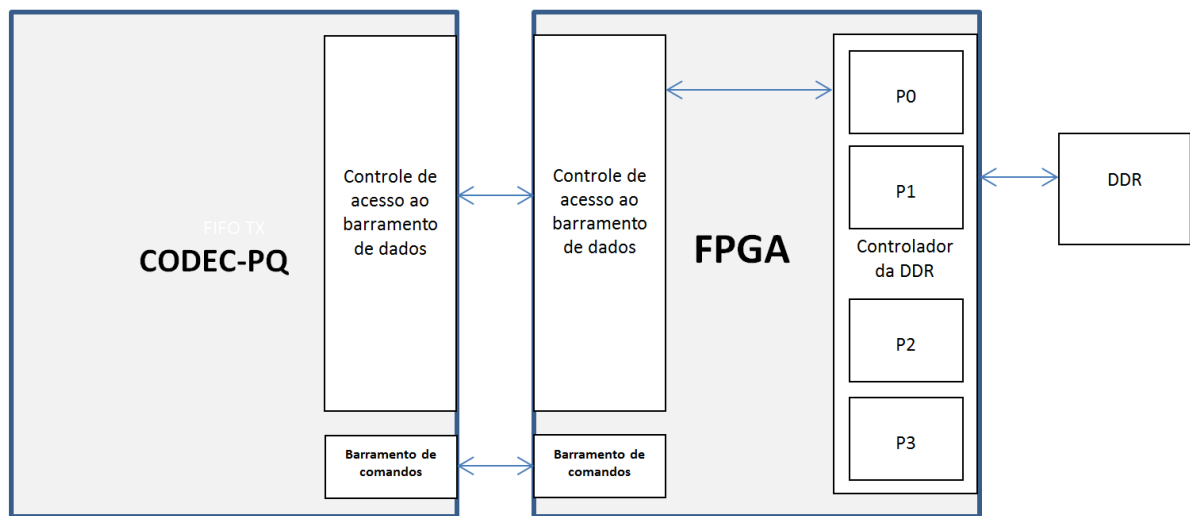 FIFO TX
CODEC-PQ
Controle de
acesso ao
barramento
de dados
Barramento de
comandos
Controle de
acesso ao
barramento
de dados
Barramento de
comandos
FPGA
P0
P1
Controlador
da DDR
P2
P3
DDR